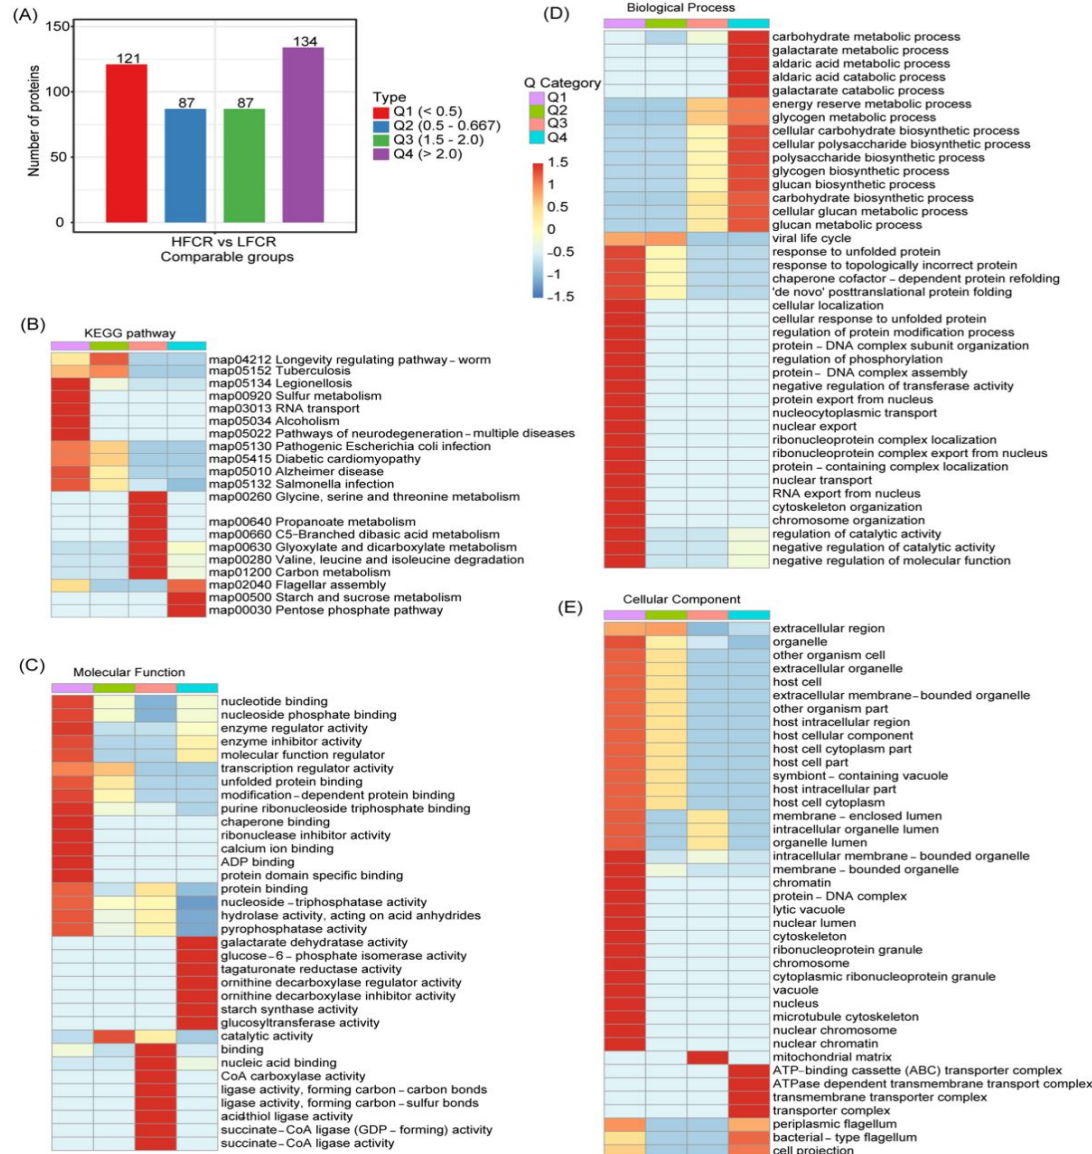 (A)
150
100
50
0
Number of proteins
121
87
87
134
HFCR vs LFCR
Comparable groups
Type
Q1 (< 0.5)
Q2 (0.5 - 0.667)
Q3 (1.5 - 2.0)
Q4 (> 2.0)
(B)
KEGG pathway
map04212 Longevity regulating pathway - worm
map05152 Tuberculosis
map05134 Legionellosis
map00920 Sulfur metabolism
map03013 RNA transport
map05034 Alcoholism
map05022 Pathways of neurodegeneration - multiple diseases
map05130 Pathogenic Escherichia coli infection
map05415 Diabetic cardiomyopathy
map05010 Alzheimer disease
map05132 Salmonella infection
map00260 Glycine, serine and threonine metabolism
map00640 Propanoate metabolism
map00660 C5-Branched dibasic acid metabolism
map00630 Glyoxylate and dicarboxylate metabolism
map00280 Valine, leucine and isoleucine degradation
map01200 Carbon metabolism
map02040 Flagellar assembly
map00500 Starch and sucrose metabolism
map00030 Pentose phosphate pathway
(C)
Molecular Function
nucleotide binding
nucleoside phosphate binding
enzyme regulator activity
enzyme inhibitor activity
molecular function regulator
transcription regulator activity
unfolded protein binding
modification - dependent protein binding
purine ribonucleoside triphosphate binding
chaperone binding
ribonuclease inhibitor activity
calcium ion binding
ADP binding
protein domain specific binding
protein binding
nucleoside - triphosphatase activity
hydrolase activity, acting on acid anhydrides
pyrophosphatase activity
galactarate dehydratase activity
glucose - 6 - phosphate isomerase activity
tagaturonate reductase activity
ornithine decarboxylase regulator activity
ornithine decarboxylase inhibitor activity
starch synthase activity
glucosyltransferase activity
catalytic activity
binding
nucleic acid binding
CoA carboxylase activity
ligase activity, forming carbon - carbon bonds
ligase activity, forming carbon - sulfur bonds
acid-thiol ligase activity
succinate-CoA ligase (GDP - forming) activity
succinate-CoA ligase activity
(D)
Biological Process
Q Category
Q1
Q2
Q3
Q4
1.5
1
0.5
0
-0.5
-1
-1.5
carbohydrate metabolic process
galactarate metabolic process
aldaric acid metabolic process
aldaric acid catabolic process
galactarate catabolic process
energy reserve metabolic process
glycogen metabolic process
cellular carbohydrate biosynthetic process
cellular polysaccharide biosynthetic process
polysaccharide biosynthetic process
glycogen biosynthetic process
glucan biosynthetic process
carbohydrate biosynthetic process
cellular glucan metabolic process
glucan metabolic process
viral life cycle
response to unfolded protein
response to topologically incorrect protein
chaperone cofactor - dependent protein refolding
'de novo' posttranslational protein folding
cellular localization
cellular response to unfolded protein
regulation of protein modification process
protein - DNA complex subunit organization
regulation of phosphorylation
protein - DNA complex assembly
negative regulation of transferase activity
protein export from nucleus
nucleocytoplasmic transport
nuclear export
ribonucleoprotein complex localization
ribonucleoprotein complex export from nucleus
protein - containing complex localization
nuclear transport
RNA export from nucleus
cytoskeleton organization
chromosome organization
regulation of catalytic activity
negative regulation of catalytic activity
negative regulation of molecular function
(E)
Cellular Component
extracellular region
organelle
other organism cell
extracellular organelle
host cell
extracellular membrane-bounded organelle
other organism part
host intracellular region
host cellular component
host cell cytoplasm part
host cell part
symbiont - containing vacuole
host intracellular part
host cell cytoplasm
membrane - enclosed lumen
intracellular organelle lumen
organelle lumen
intracellular membrane - bounded organelle
membrane - bounded organelle
chromatin
protein - DNA complex
lytic vacuole
nuclear lumen
cytoskeleton
ribonucleoprotein granule
chromosome
cytoplasmic ribonucleoprotein granule
vacuole
nucleus
microtubule cytoskeleton
nuclear chromosome
nuclear chromatin
mitochondrial matrix
ATP-binding cassette (ABC) transporter complex
ATPase dependent transmembrane transport complex
transmembrane transporter complex
transporter complex
periplasmic flagellum
bacterial - type flagellum
cell projection